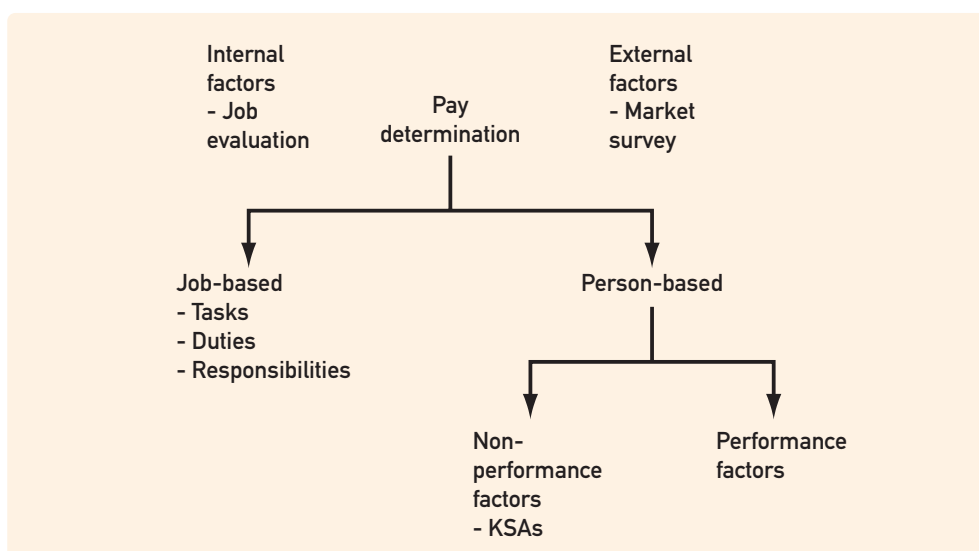 Internal
factors
- Job
evaluation
Pay
determination
External
factors
- Market
survey
Job-based
- Tasks
- Duties
- Responsibilities
Person-based
Non-
performance
factors
- KSAs
Performance
factors